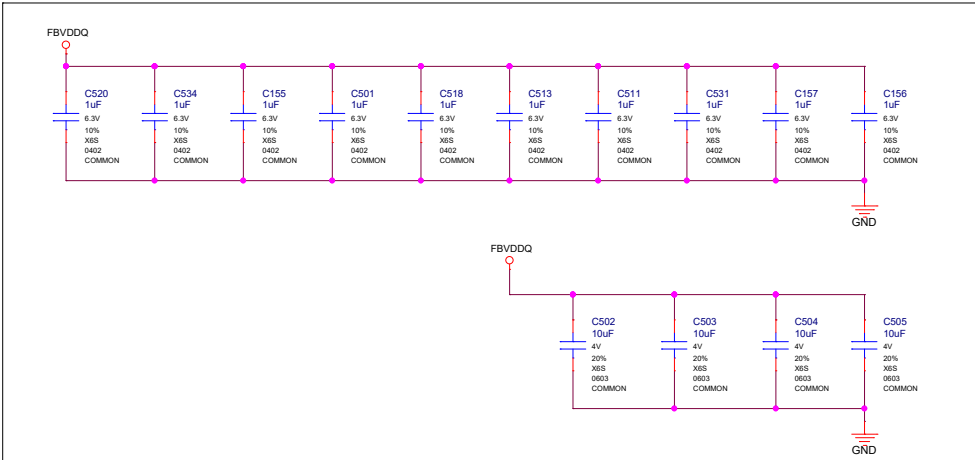 FBVDDQ
C520 C534 C155 C501 C518 C513 C511 C531 C157 C156
1uF 1uF 1uF 1uF 1uF 1uF 1uF 1uF 1uF 1uF
6.3V 6.3V 6.3V 6.3V 6.3V 6.3V 6.3V 6.3V 6.3V 6.3V
10% 10% 10% 10% 10% 10% 10% 10% 10% 10%
X6S X6S X6S X6S X6S X6S X6S X6S X6S X6S
0402 0402 0402 0402 0402 0402 0402 0402 0402 0402
COMMON COMMON COMMON COMMON COMMON COMMON COMMON COMMON COMMON COMMON
GND
FBVDDQ
C502 C503 C504 C505
10uF 10uF 10uF 10uF
4V 4V 4V 4V
20% 20% 20% 20%
X6S X6S X6S X6S
0603 0603 0603 0603
COMMON COMMON COMMON COMMON
GND